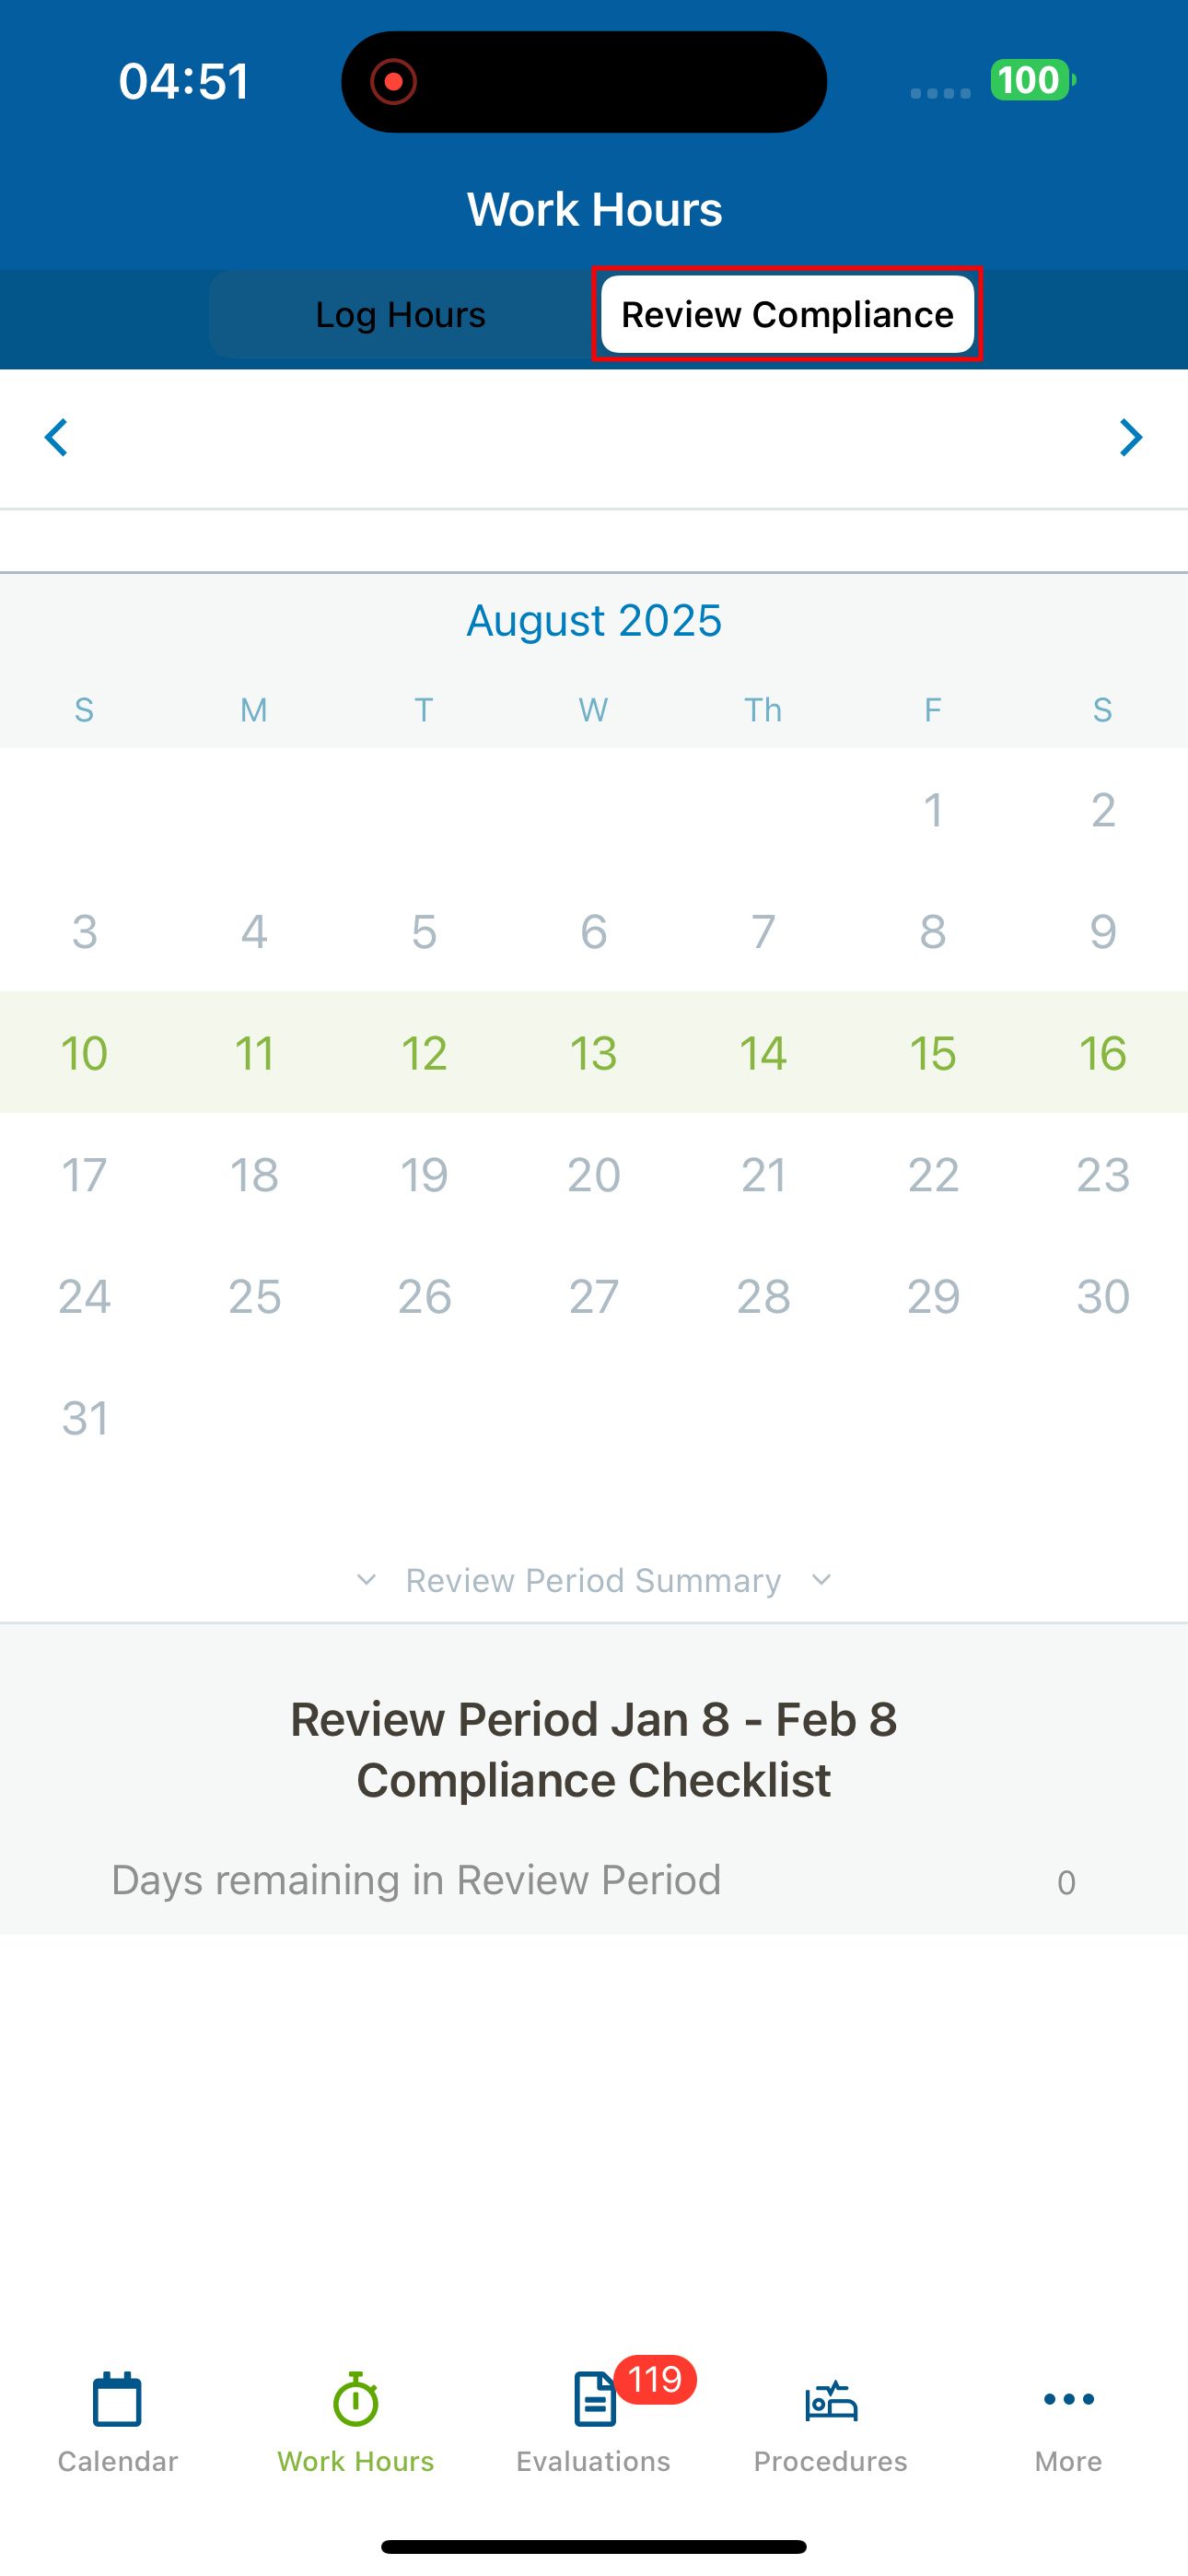 04:51
100
Work Hours
Log Hours Review Compliance
August 2025
S M T W Th F S
1 2
3 4 5 6 7 8 9
10 11 12 13 14 15 16
17 18 19 20 21 22 23
24 25 26 27 28 29 30
31
Review Period Summary
Review Period Jan 8 - Feb 8
Compliance Checklist
Days remaining in Review Period 0
119
Calendar Work Hours Evaluations Procedures More